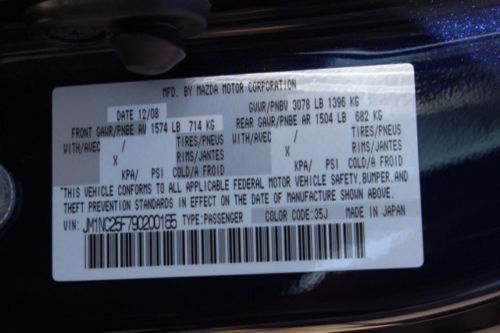 MFD. BY MAZDA MOTOR CORPORATION
DATE 12/08 GVWR/PNBV 3078 LB 1396 KG
FRONT GAWR/PNBE AV 1574 LB 714 KG REAR GAWR/PNBE AR 1504 LB 682 KG
WITH/AVEC / TIRES/PNEUS WITH/AVEC / TIRES/PNEUS
X RIMS/JANTES X RIMS/JANTES
KPA/ PSI COLD/A FROID KPA/ PSI COLD/A FROID
"THIS VEHICLE CONFORMS TO ALL APPLICABLE FEDERAL MOTOR VEHICLE SAFETY, BUMPER, AND
THEFT PREVENTION STANDARDS IN EFFECT ON THE DATE OF MANUFACTURE SHOWN ABOVE."
VIN: JM1NC25F790200165 TYPE:PASSENGER COLOR CODE:35J MADE IN JAPAN